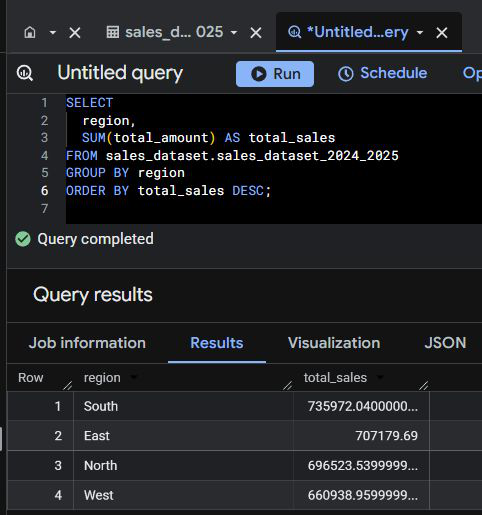 sales_d... 025
*Untitled...ery
Untitled query
Run
Schedule
Op
1 SELECT
2 region,
3 SUM(total_amount) AS total_sales
4 FROM sales_dataset.sales_dataset_2024_2025
5 GROUP BY region
6 ORDER BY total_sales DESC;
7
Query completed
Query results
Job information Results Visualization JSON
Row region total_sales
1 South 735972.0400000...
2 East 707179.69
3 North 696523.5399999...
4 West 660938.9599999...